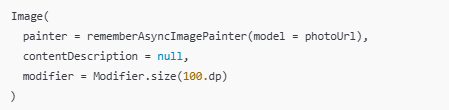 Image(
  painter = rememberAsyncImagePainter(model = photoUrl),
  contentDescription = null,
  modifier = Modifier.size(100.dp)
)